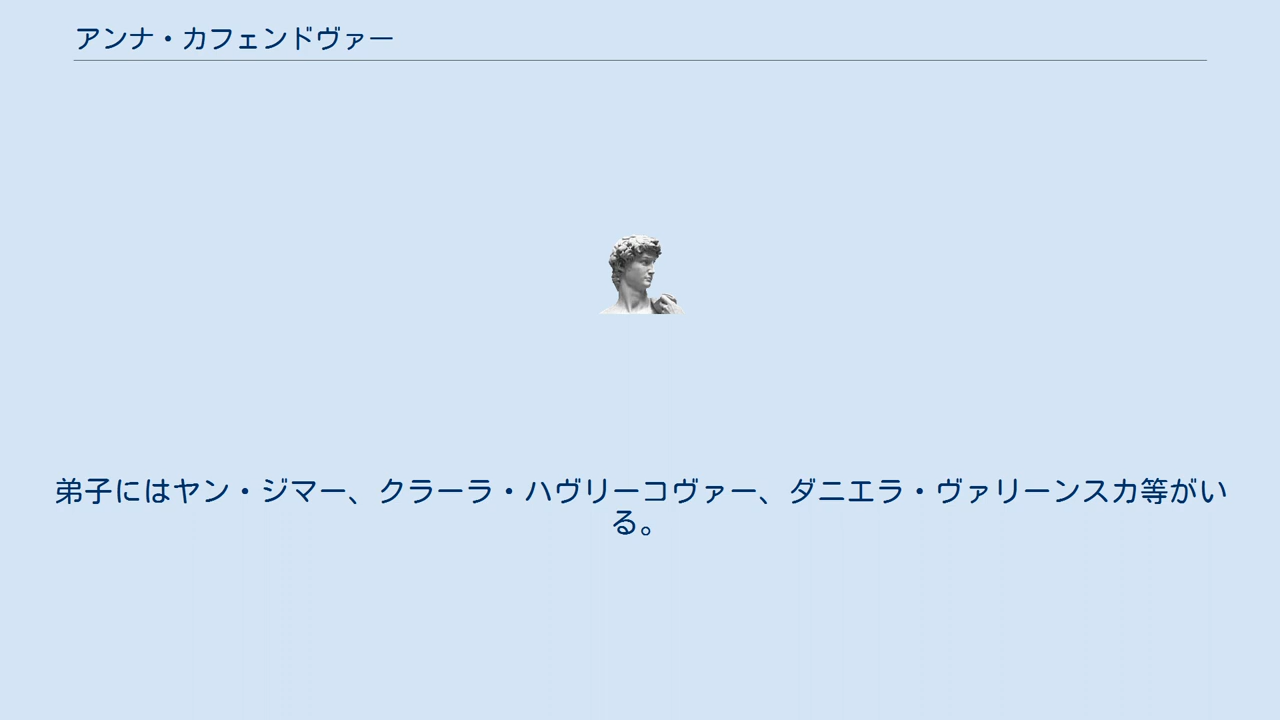 アンナ・カフェンドヴァー
弟子にはヤン・ジマー、クラーラ・ハヴリーコヴァー、ダニエラ・ヴァリーンスカ等がい
る。